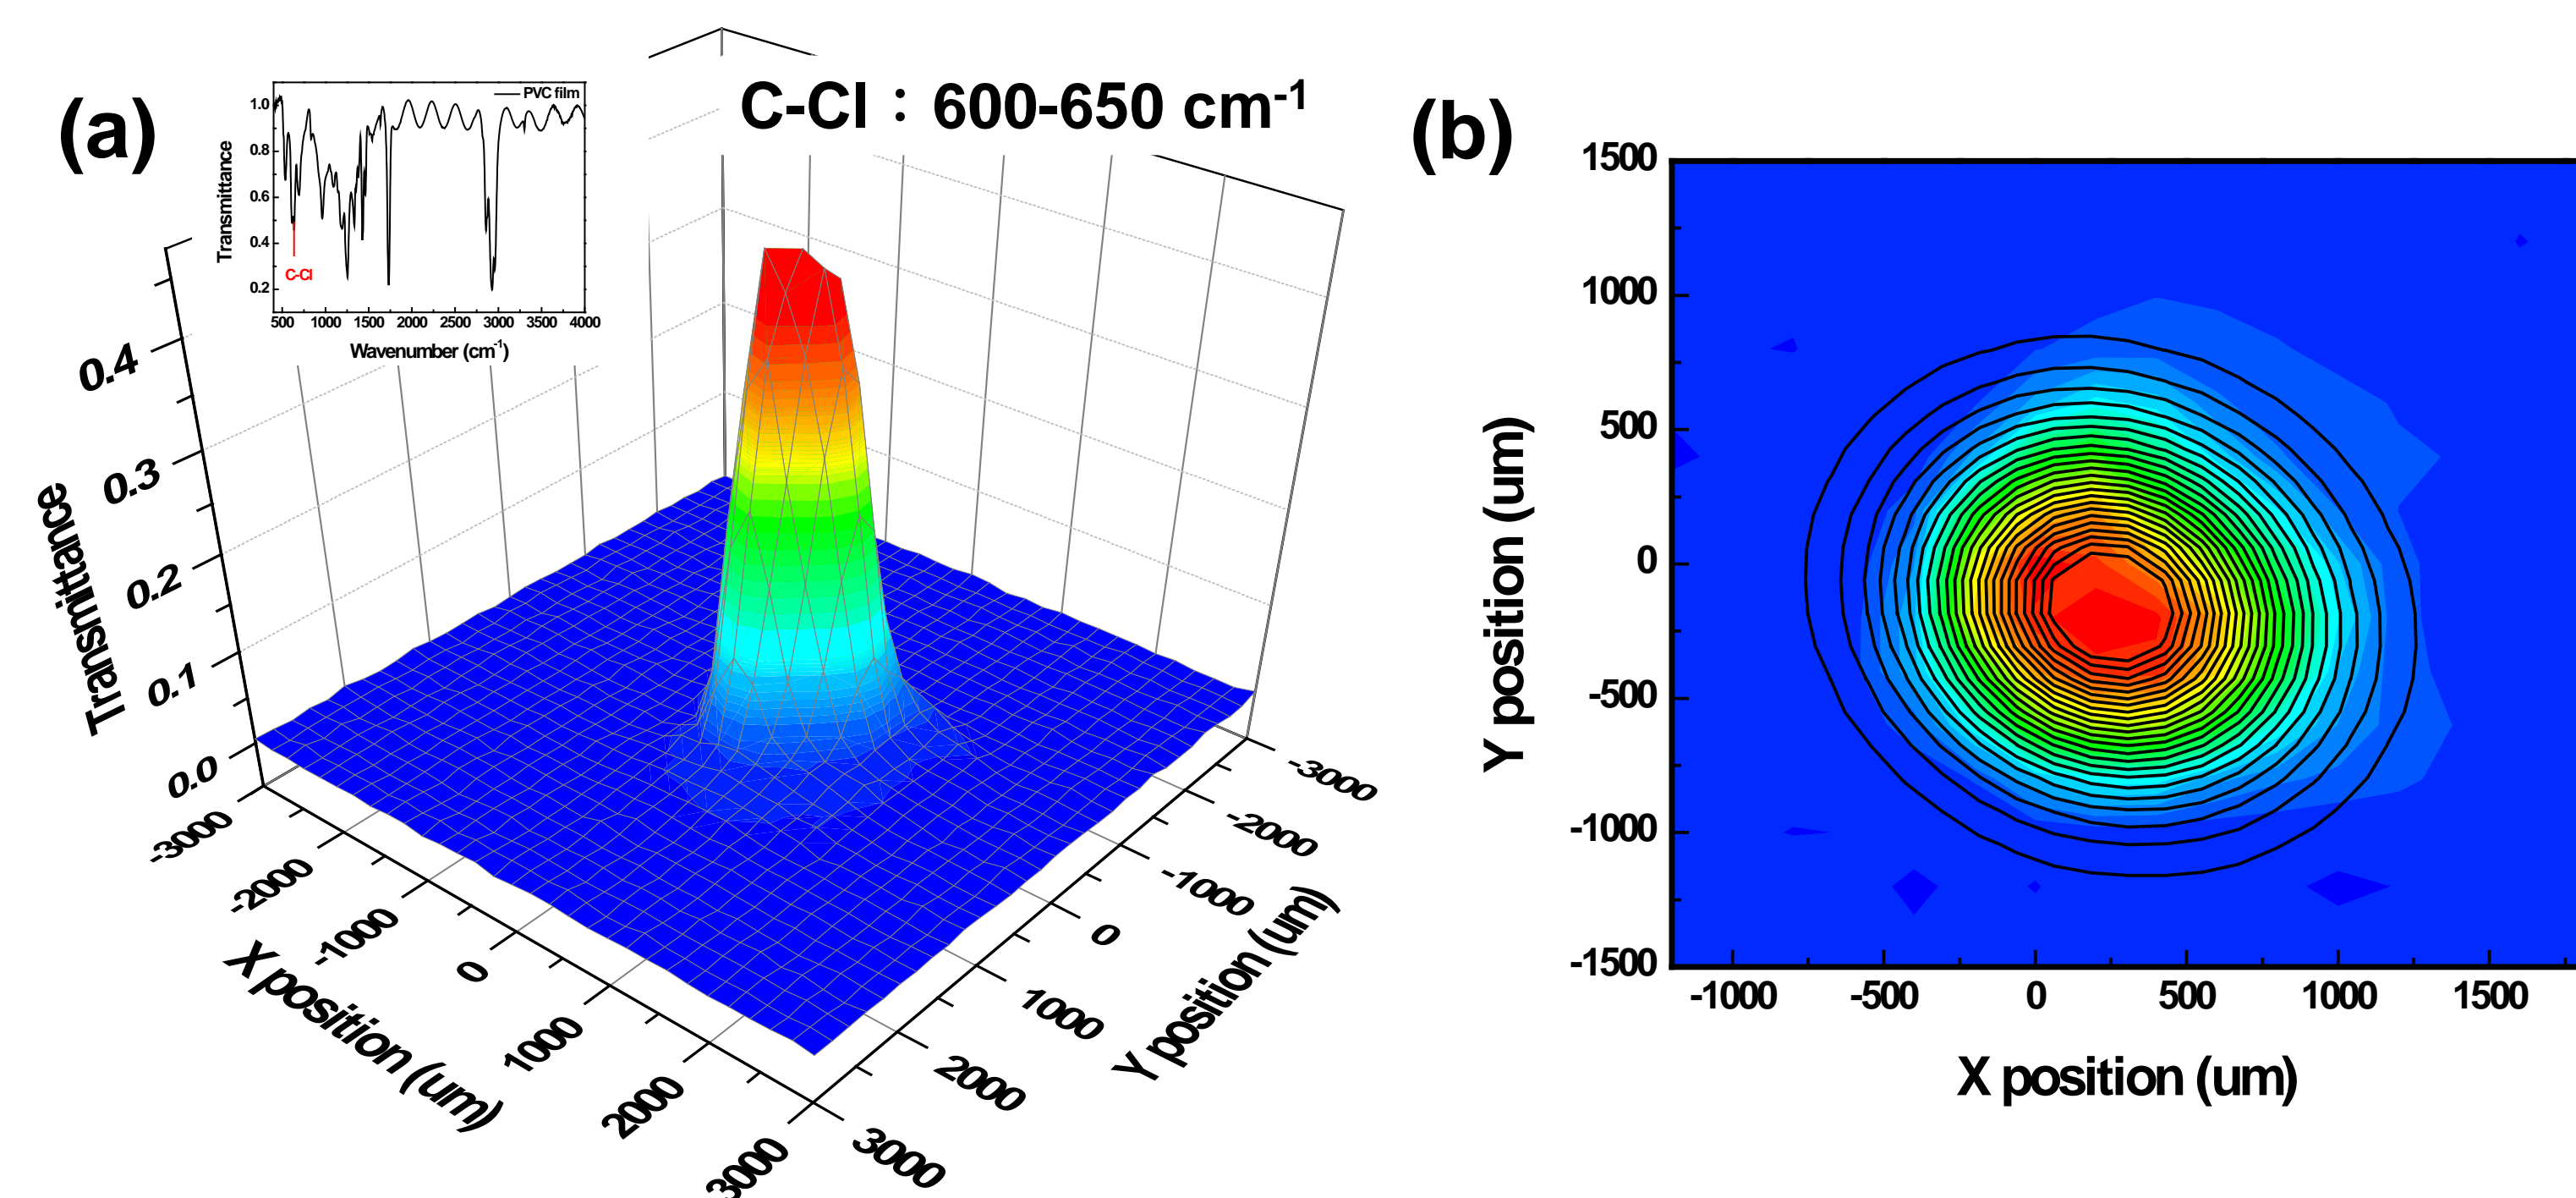 (a)
1.0
0.8
0.6
0.4
0.2
Transmittance
PVC film
C-Cl
500 1000 1500 2000 2500 3000 3500 4000
Wavenumber (cm-1)
C-Cl：600-650 cm-1
0.4
0.3
0.2
0.1
0.0
Transmittance
-3000
-2000
-1000
0
1000
2000
3000
X position (um)
-3000
-2000
-1000
0
1000
2000
3000
Y position (um)
(b)
1500
1000
500
0
-500
-1000
-1500
Y position (um)
-1000 -500 0 500 1000 1500
X position (um)